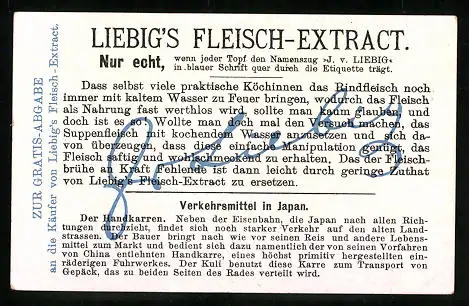 LIEBIG'S FLEISCH-EXTRACT.
Nur echt, wenn jeder Topf den Namenszug »J. v. LIEBIG«
in blauer Schrift quer durch die Etiquette trägt.
Dass selbst viele praktische Köchinnen das Rindfleisch noch
immer mit kaltem Wasser zu Feuer bringen, wodurch das Fleisch
als Nahrung fast werthlos wird, sollte man kaum glauben und
doch ist es so. Wollte man doch mal den Versuch machen, das
Suppenfleisch mit kochendem Wasser anzusetzen und sich da-
von überzeugen, dass diese einfache Manipulation genügt, das
Fleisch saftig und wohlschmeckend zu erhalten. Das der Fleisch-
brühe an Kraft Fehlende ist dann leicht durch geringe Zuthat
von Liebig's Fleisch-Extract zu ersetzen.
J v Liebig
Verkehrsmittel in Japan.
Der Handkarren. Neben der Eisenbahn, die Japan nach allen Rich-
tungen durchzieht, findet sich noch starker Verkehr auf den alten Land-
strassen. Der Bauer bringt nach wie vor seinen Reis und andere Lebens-
mittel zum Markt und bedient sich dazu namentlich der von seinen Vorfahren
von China entlehnten Handkarre, eines höchst primitiv hergestellten ein-
räderigen Fuhrwerkes. Der Kuli benutzt diese Karre zum Transport von
Gepäck, das zu beiden Seiten des Rades verteilt wird.
ZUR GRATIS-ABGABE
an die Käufer von Liebig's Fleisch-Extract.